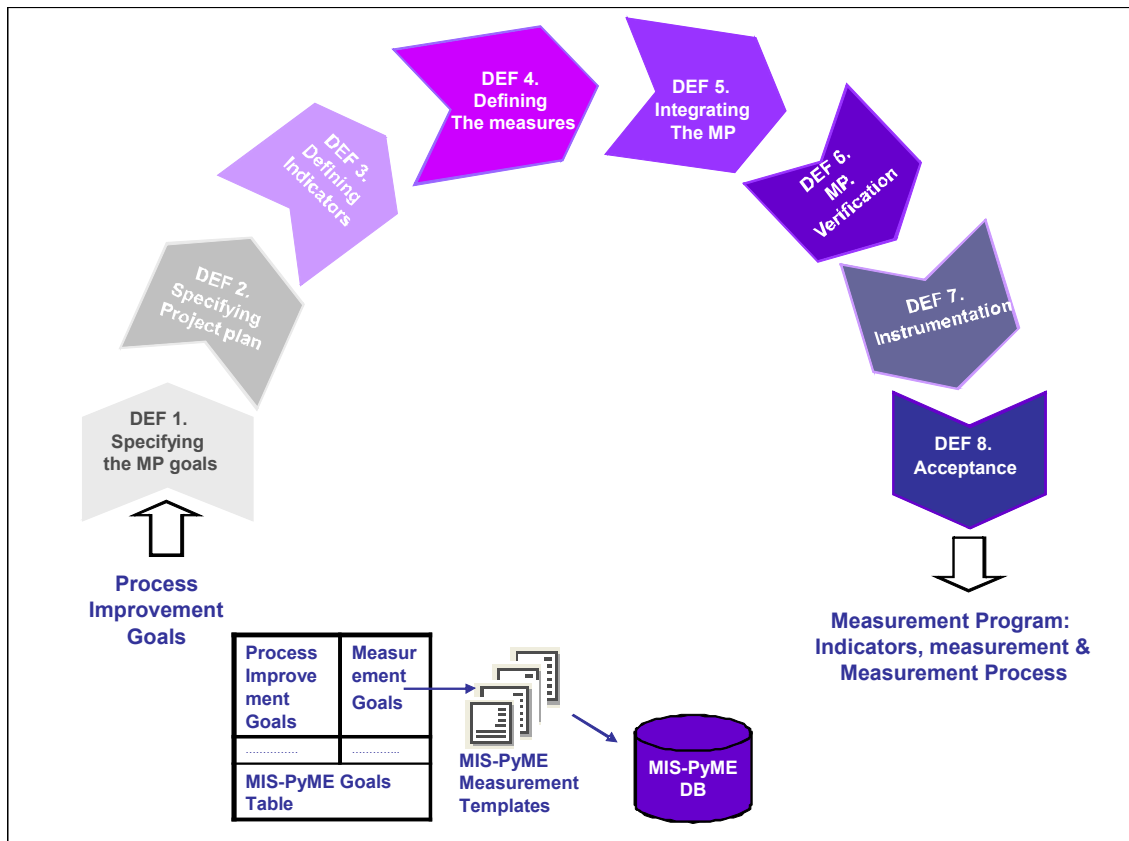 DEF 1.
Specifying
the MP goals
DEF 2.
Specifying
Project plan
DEF 3.
Defining
Indicators
DEF 4.
Defining
The measures
DEF 5.
Integrating
The MP
DEF 6.
MP.
Verification
DEF 7.
Instrumentation
DEF 8.
Acceptance
Process
Improvement
Goals
Measurement Program:
Indicators, measurement &
Measurement Process
Process
Improve
ment
Goals
Measur
ement
Goals
...............
..............
MIS-PyME Goals
Table
MIS-PyME
Measurement
Templates
MIS-PyME
DB